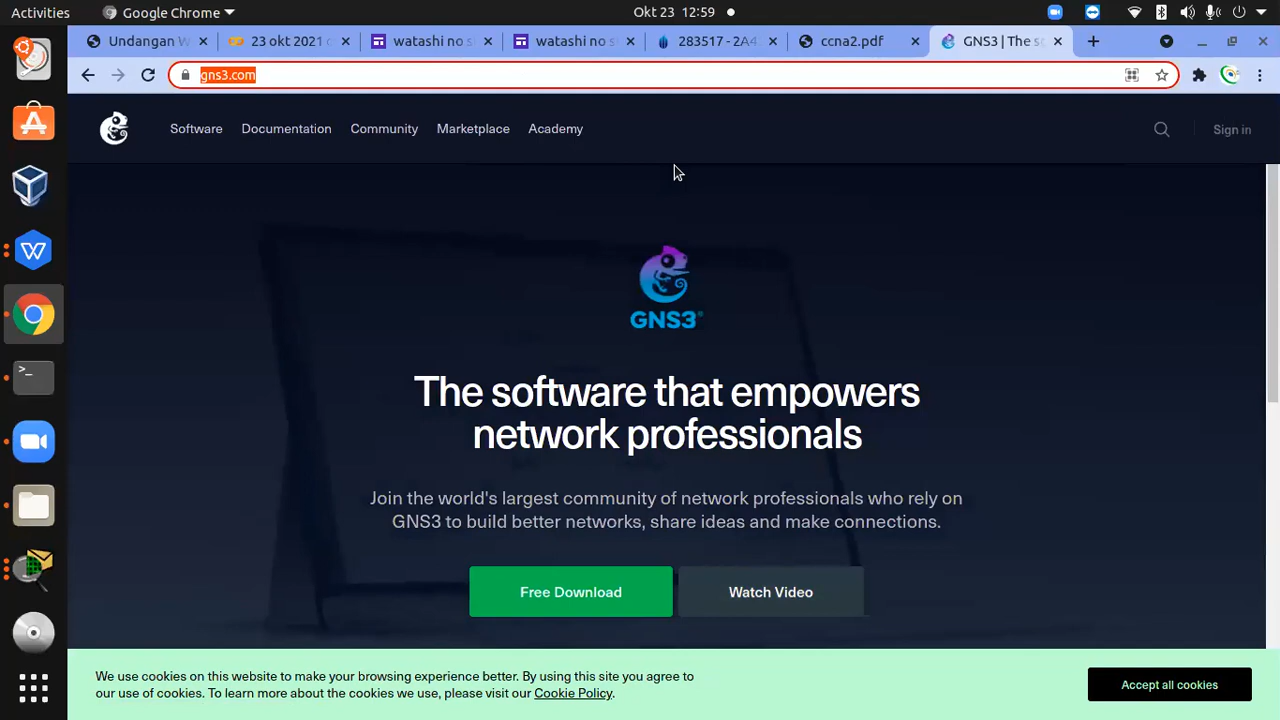 Activities
Google Chrome
Okt 23 12:59
Undangan W
23 okt 2021
watashi no s
watashi no s
283517 - 2A4
ccna2.pdf
GNS3 | The so
gns3.com
Software
Documentation
Community
Marketplace
Academy
Sign in
GNS3®
The software that empowers
network professionals
Join the world's largest community of network professionals who rely on
GNS3 to build better networks, share ideas and make connections.
Free Download
Watch Video
We use cookies on this website to make your browsing experience better. By using this site you agree to
our use of cookies. To learn more about the cookies we use, please visit our Cookie Policy.
Accept all cookies